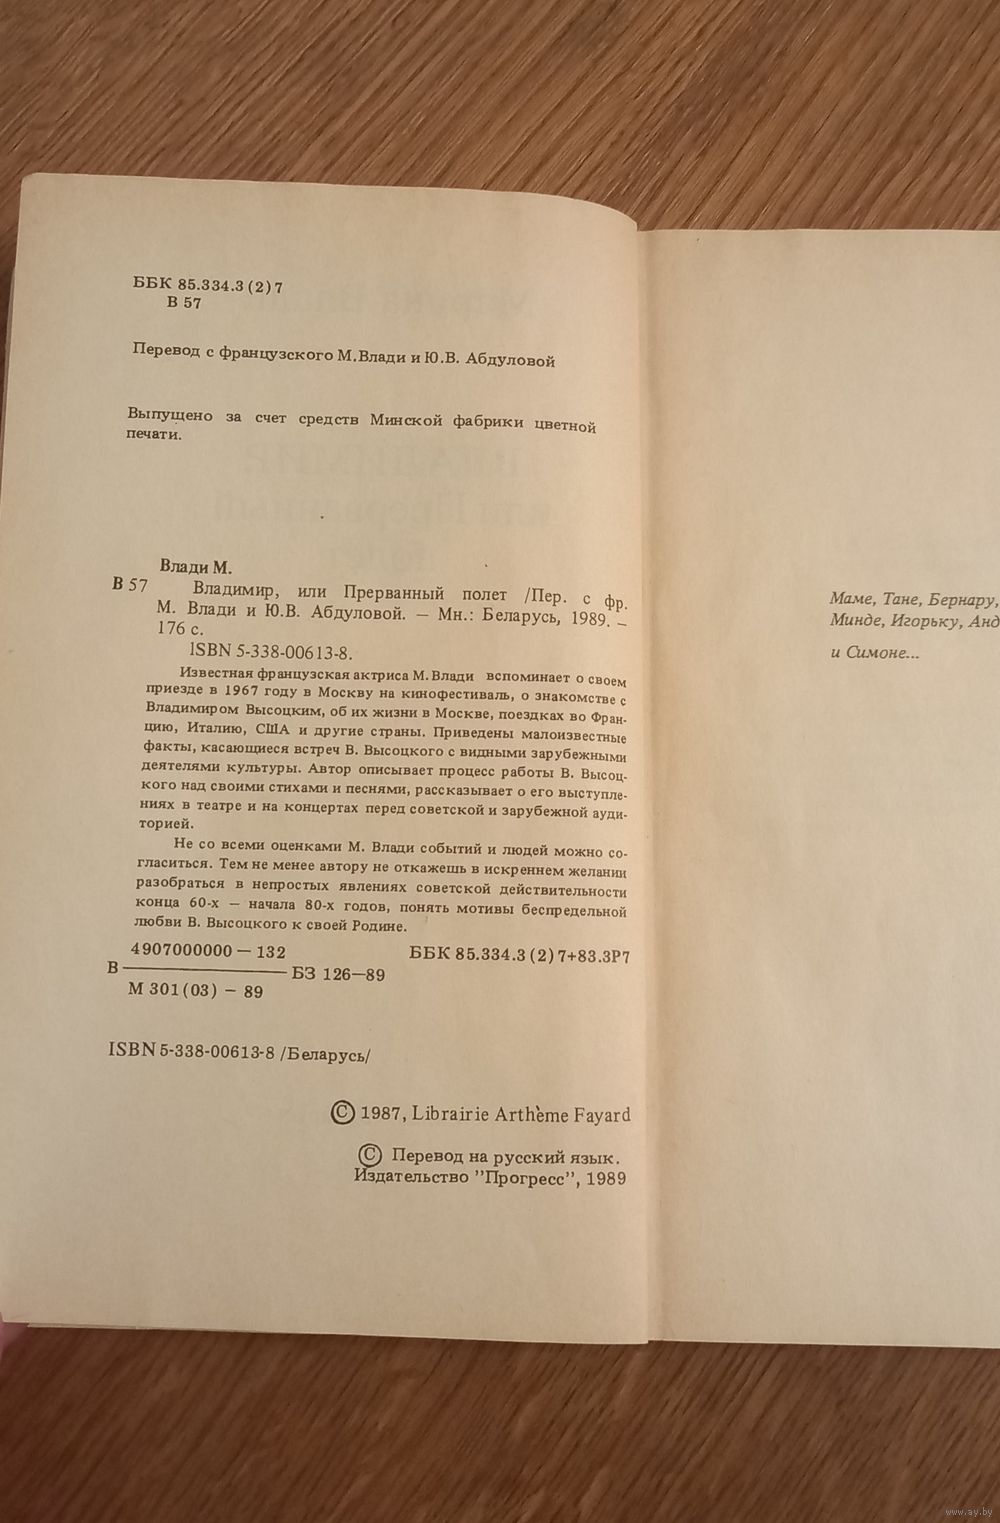 ББК 85.334.3 (2) 7
В 57
Перевод с французского М.Влади и Ю.В. Абдуловой
Выпущено за счет средств Минской фабрики цветной
печати.
Влади М.
В 57 Владимир, или Прерванный полет /Пер. с фр.
М. Влади и Ю.В. Абдуловой. — Мн.: Беларусь, 1989. —
176 с.
ISBN 5-338-00613-8.
Известная французская актриса М.Влади вспоминает о своем
приезде в 1967 году в Москву на кинофестиваль, о знакомстве с
Владимиром Высоцким, об их жизни в Москве, поездках во Фран-
цию, Италию, США и другие страны. Приведены малоизвестные
факты, касающиеся встреч В. Высоцкого с видными зарубежными
деятелями культуры. Автор описывает процесс работы В. Высоц-
кого над своими стихами и песнями, рассказывает о его выступле-
ниях в театре и на концертах перед советской и зарубежной ауди-
торией.
Не со всеми оценками М. Влади событий и людей можно со-
гласиться. Тем не менее автору не откажешь в искреннем желании
разобраться в непростых явлениях советской действительности
конца 60-х — начала 80-х годов, понять мотивы беспредельной
любви В. Высоцкого к своей Родине.
4907000000 — 132 ББК 85.334.3 (2) 7+83.3Р7
В БЗ 126—89
М 301(03) — 89
ISBN 5-338-00613-8 /Беларусь/
© 1987, Librairie Arthème Fayard
© Перевод на русский язык.
Издательство "Прогресс", 1989
Маме, Тане, Бернару,
Минде, Игорьку, Анд
и Симоне...
www.ay.by